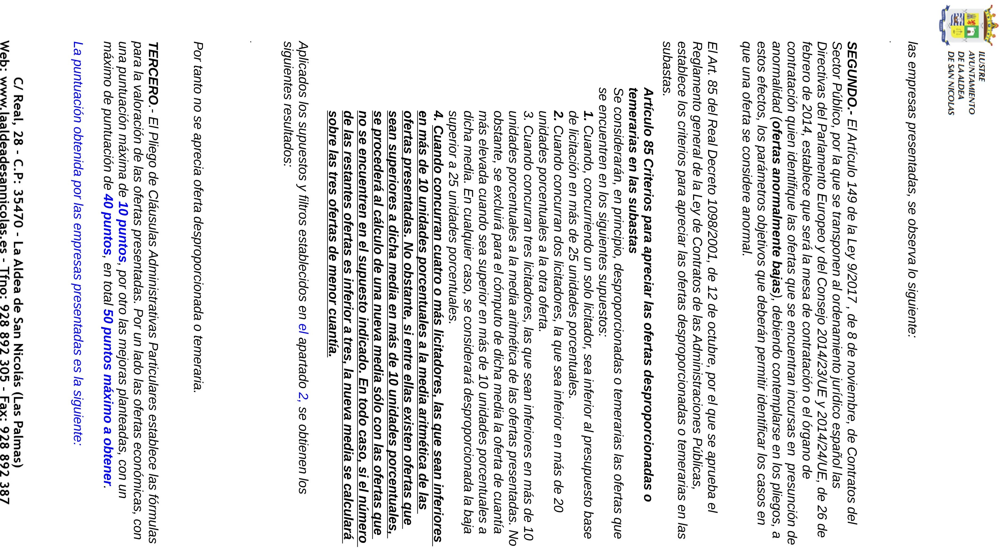 ILUSTRE
AYUNTAMIENTO
DE LA ALDEA
DE SAN NICOLAS
las empresas presentadas, se observa lo siguiente:
.
SEGUNDO.- El Artículo 149 de la Ley 9/2017 , de 8 de noviembre, de Contratos del
Sector Público, por la que se transponen al ordenamiento jurídico español las
Directivas del Parlamento Europeo y del Consejo 2014/23/UE y 2014/24/UE, de 26 de
febrero de 2014, establece que será la mesa de contratación o el órgano de
contratación quien identifique las ofertas que se encuentran incursas en presunción de
anormalidad (ofertas anormalmente bajas), debiendo contemplarse en los pliegos, a
estos efectos, los parámetros objetivos que deberán permitir identificar los casos en
que una oferta se considere anormal.
El Art. 85 del Real Decreto 1098/2001, de 12 de octubre, por el que se aprueba el
Reglamento general de la Ley de Contratos de las Administraciones Públicas,
establece los criterios para apreciar las ofertas desproporcionadas o temerarias en las
subastas.
Artículo 85 Criterios para apreciar las ofertas desproporcionadas o
temerarias en las subastas
Se considerarán, en principio, desproporcionadas o temerarias las ofertas que
se encuentren en los siguientes supuestos:
1. Cuando, concurriendo un solo licitador, sea inferior al presupuesto base
de licitación en más de 25 unidades porcentuales.
2. Cuando concurran dos licitadores, la que sea inferior en más de 20
unidades porcentuales a la otra oferta.
3. Cuando concurran tres licitadores, las que sean inferiores en más de 10
unidades porcentuales a la media aritmética de las ofertas presentadas. No
obstante, se excluirá para el cómputo de dicha media la oferta de cuantía
más elevada cuando sea superior en más de 10 unidades porcentuales a
dicha media. En cualquier caso, se considerará desproporcionada la baja
superior a 25 unidades porcentuales.
4. Cuando concurran cuatro o más licitadores, las que sean inferiores
en más de 10 unidades porcentuales a la media aritmética de las
ofertas presentadas. No obstante, si entre ellas existen ofertas que
sean superiores a dicha media en más de 10 unidades porcentuales,
se procederá al cálculo de una nueva media sólo con las ofertas que
no se encuentren en el supuesto indicado. En todo caso, si el número
de las restantes ofertas es inferior a tres, la nueva media se calculará
sobre las tres ofertas de menor cuantía.
Aplicados los supuestos y filtros establecidos en el apartado 2, se obtienen los
siguientes resultados:
.
Por tanto no se aprecia oferta desproporcionada o temeraria.
TERCERO.- El Pliego de Cláusulas Administrativas Particulares establece las fórmulas
para la valoración de las ofertas presentadas. Por un lado las ofertas económicas, con
una puntuación máxima de 10 puntos, por otro las mejoras planteadas, con un
máximo de puntuación de 40 puntos, en total 50 puntos máximo a obtener.
La puntuación obtenida por las empresas presentadas es la siguiente:
C/ Real, 28 - C.P: 35470 - La Aldea de San Nicolás (Las Palmas)
Web: www.laaldeadesannicolas.es - Tfno: 928 892 305 - Fax: 928 892 387